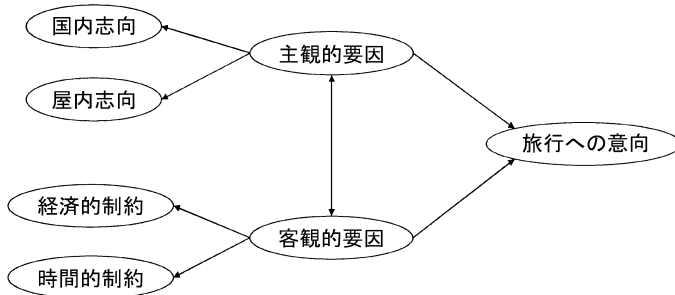 国内志向
主観的要因
屋内志向
旅行への意向
経済的制約
客観的要因
時間的制約